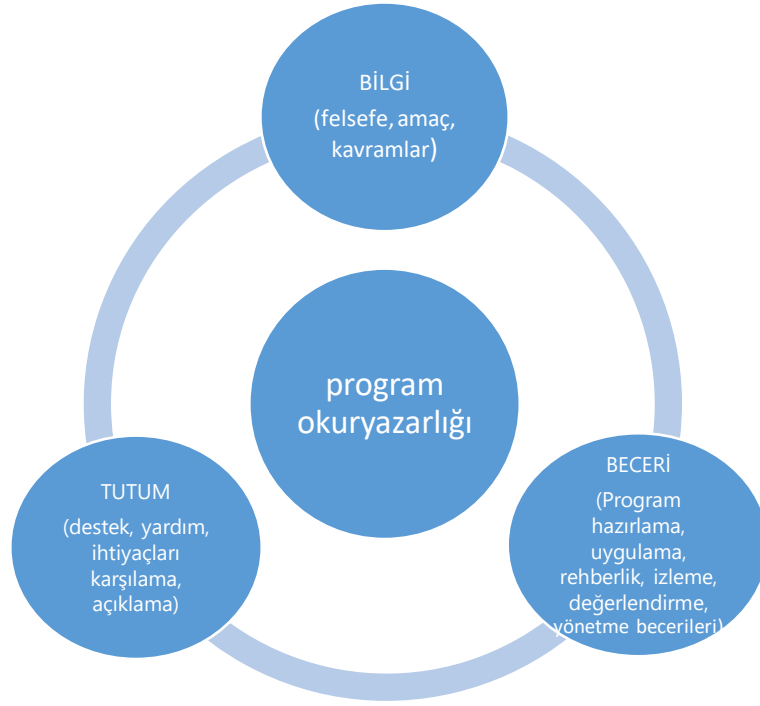 BİLGİ
(felsefe, amaç,
kavramlar)
program
okuryazarlığı
TUTUM
(destek, yardım,
ihtiyaçları
karşılama,
açıklama)
BECERİ
(Program
hazırlama,
uygulama,
rehberlik, izleme,
değerlendirme,
yönetme becerileri)